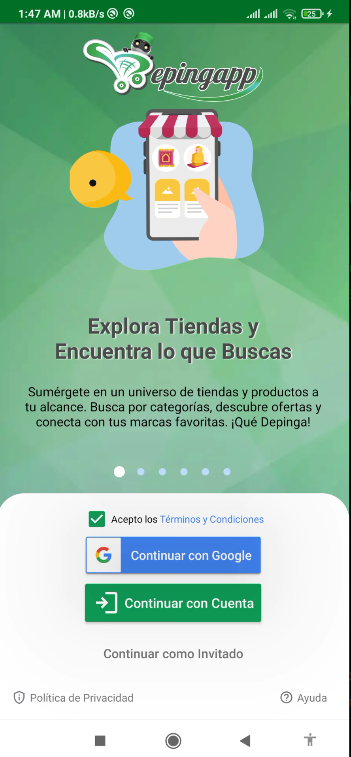 1:47 AM | 0.8kB/s
25
Depingapp
Explora Tiendas y
Encuentra lo que Buscas
Sumérgete en un universo de tiendas y productos a
tu alcance. Busca por categorías, descubre ofertas y
conecta con tus marcas favoritas. ¡Qué Depinga!
Acepto los Términos y Condiciones
G Continuar con Google
Continuar con Cuenta
Continuar como Invitado
Política de Privacidad
Ayuda